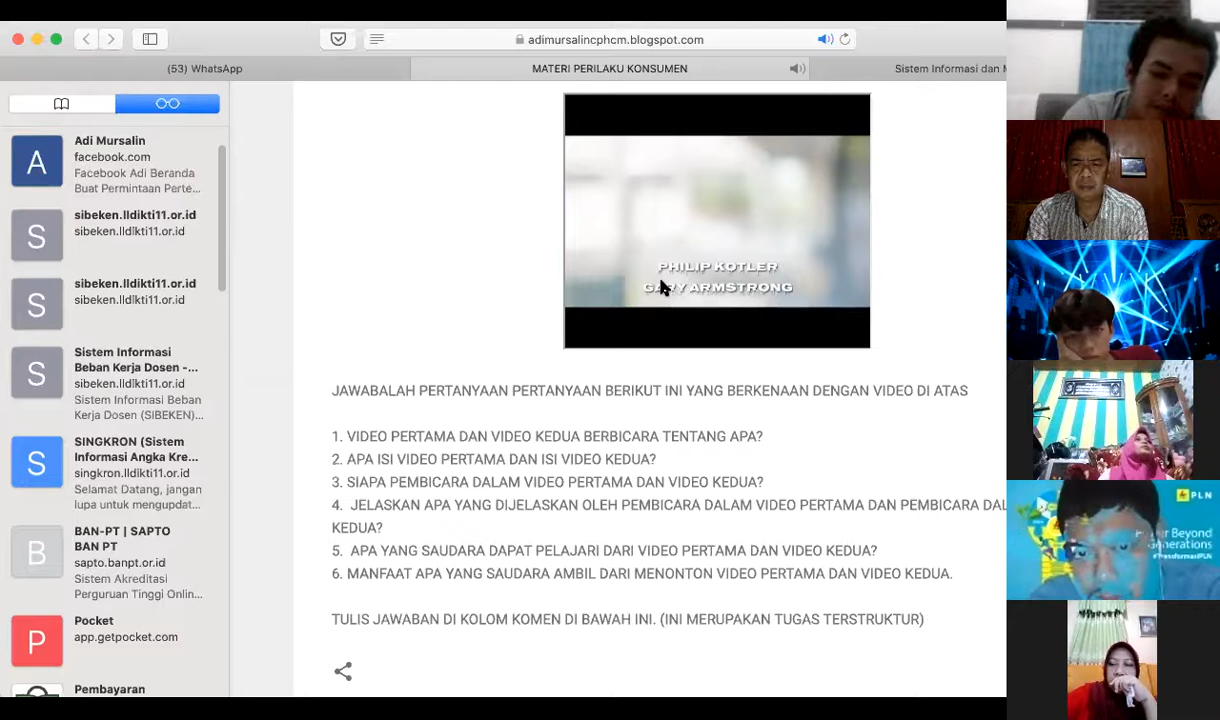 adimursalincphcm.blogspot.com
(53) WhatsApp
MATERI PERILAKU KONSUMEN
Sistem Informasi dan M
A
Adi Mursalin
facebook.com
Facebook Adi Beranda
Buat Permintaan Perte...
S
sibeken.lldikti11.or.id
sibeken.lldikti11.or.id
S
sibeken.lldikti11.or.id
sibeken.lldikti11.or.id
S
Sistem Informasi
Beban Kerja Dosen -...
sibeken.lldikti11.or.id
Sistem Informasi Beban
Kerja Dosen (SIBEKEN)...
S
SINGKRON (Sistem
Informasi Angka Kre...
singkron.lldikti11.or.id
Selamat Datang, jangan
lupa untuk mengupdat...
B
BAN-PT | SAPTO
BAN PT
sapto.banpt.or.id
Sistem Akreditasi
Perguruan Tinggi Onlin...
P
Pocket
app.getpocket.com
Pembayaran
PHILIP KOTLER
GARY ARMSTRONG
JAWABALAH PERTANYAAN PERTANYAAN BERIKUT INI YANG BERKENAAN DENGAN VIDEO DI ATAS
1. VIDEO PERTAMA DAN VIDEO KEDUA BERBICARA TENTANG APA?
2. APA ISI VIDEO PERTAMA DAN ISI VIDEO KEDUA?
3. SIAPA PEMBICARA DALAM VIDEO PERTAMA DAN VIDEO KEDUA?
4. JELASKAN APA YANG DIJELASKAN OLEH PEMBICARA DALAM VIDEO PERTAMA DAN PEMBICARA DAL
KEDUA?
5. APA YANG SAUDARA DAPAT PELAJARI DARI VIDEO PERTAMA DAN VIDEO KEDUA?
6. MANFAAT APA YANG SAUDARA AMBIL DARI MENONTON VIDEO PERTAMA DAN VIDEO KEDUA.
TULIS JAWABAN DI KOLOM KOMEN DI BAWAH INI. (INI MERUPAKAN TUGAS TERSTRUKTUR)
PLN
Beyond
Generations
#TransformasiPLN